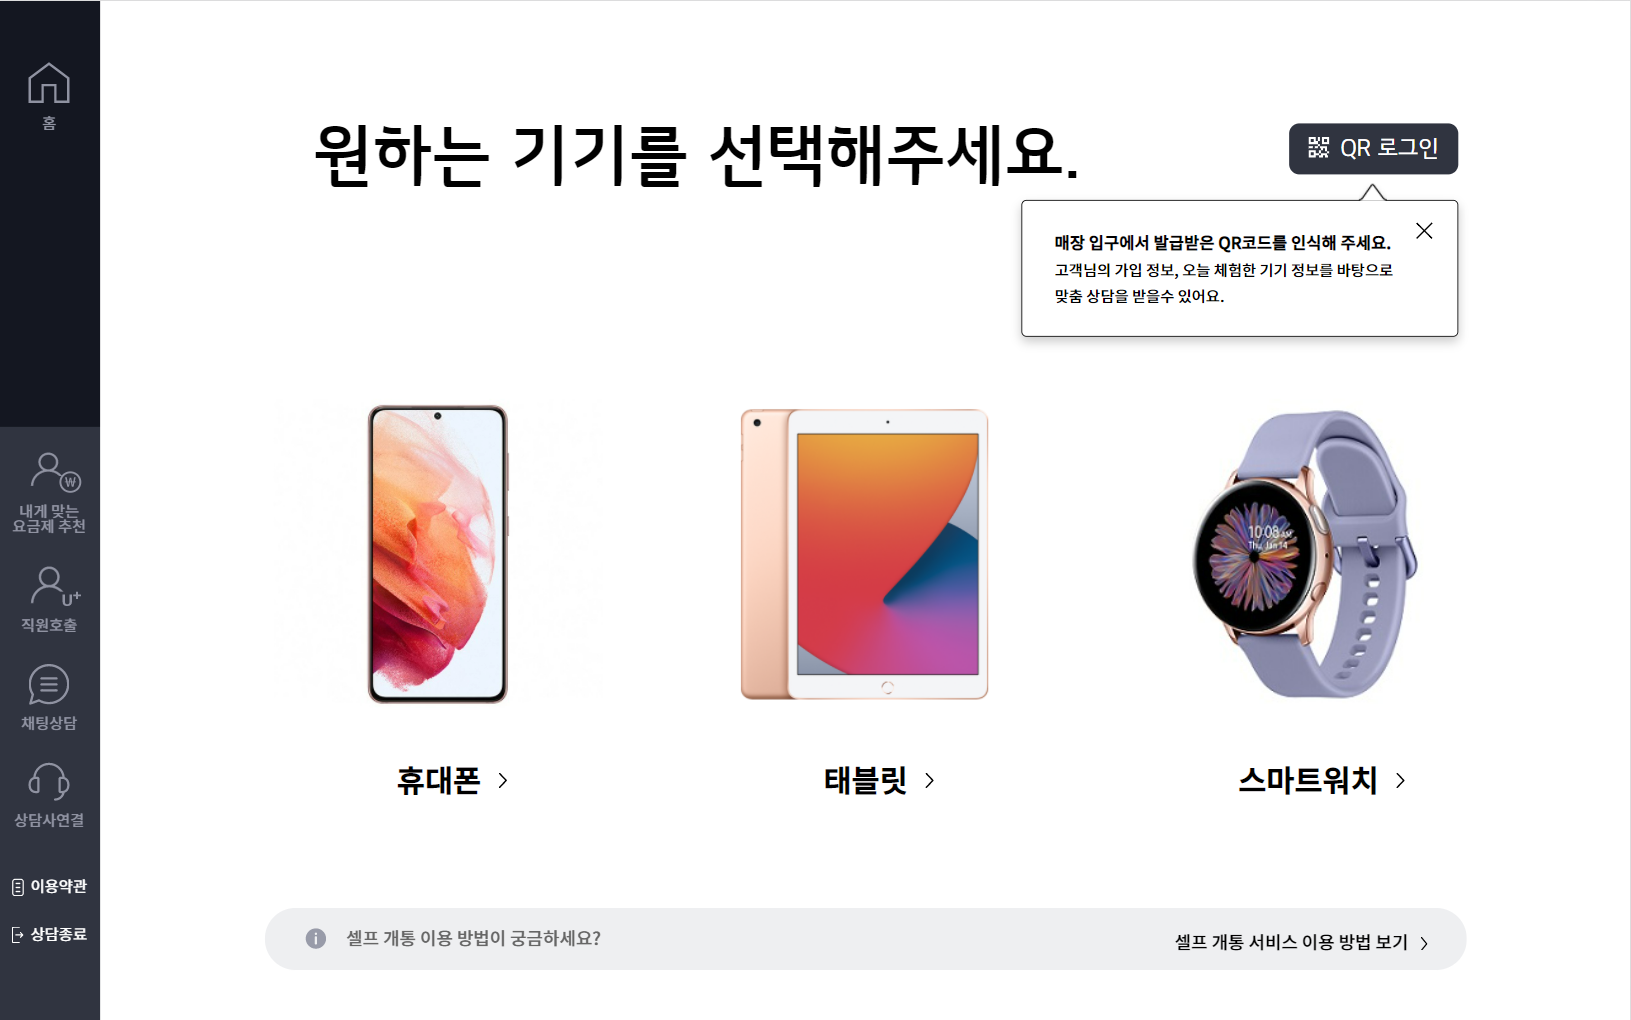 홈
내게 맞는
요금제 추천
U+
직원호출
채팅상담
상담사연결
이용약관
상담종료
원하는 기기를 선택해주세요.
QR 로그인
매장 입구에서 발급받은 QR코드를 인식해 주세요.
고객님의 가입 정보, 오늘 체험한 기기 정보를 바탕으로
맞춤 상담을 받을수 있어요.
10:08 AM
Thu, Jan 14
휴대폰
태블릿
스마트워치
셀프 개통 이용 방법이 궁금하세요?
셀프 개통 서비스 이용 방법 보기